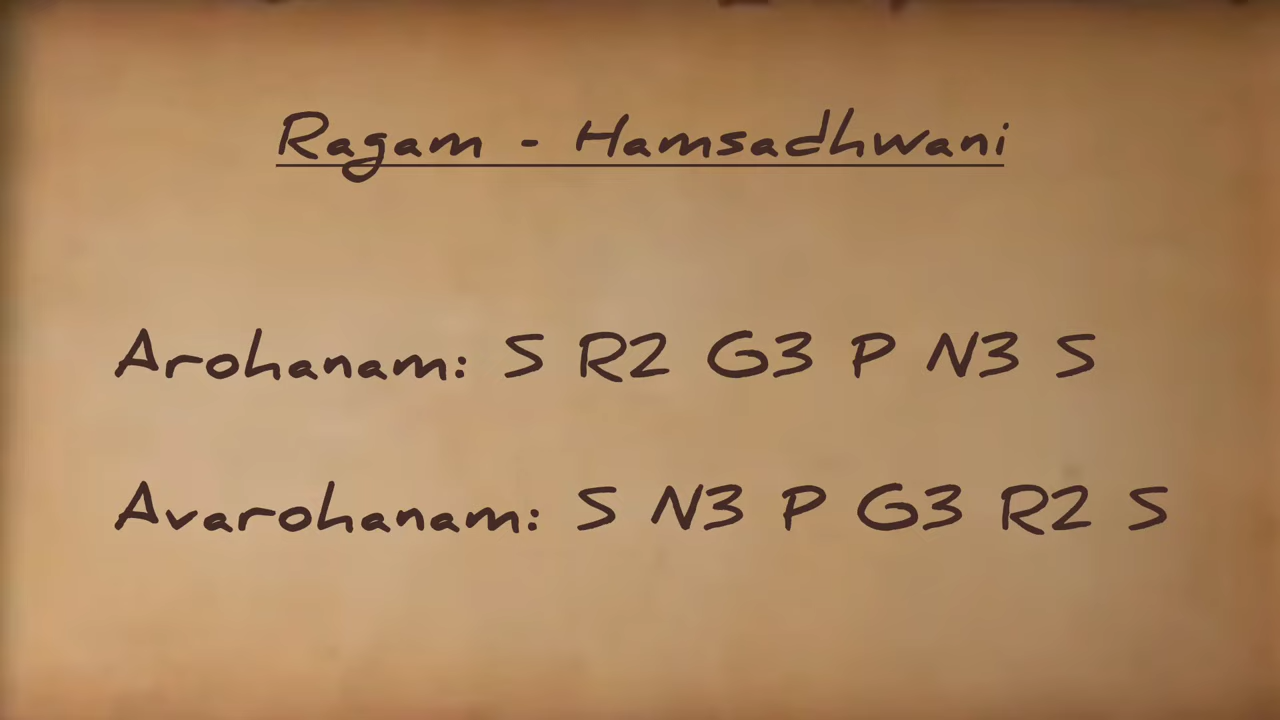 Ragam - Hamsadhwani
Arohanam: S R2 G3 P N3 S
Avarohanam: S N3 P G3 R2 S